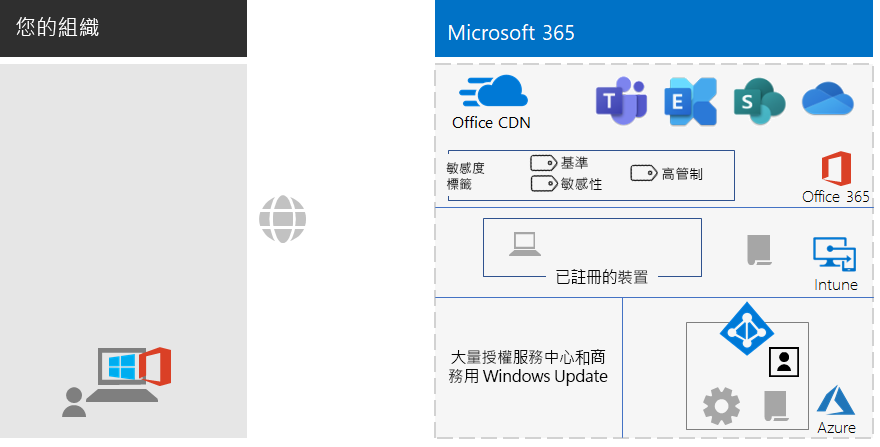 您的組織
Microsoft 365
Office CDN
T
E
S
敏感度
標籤
基準
敏感性
高管制
Office 365
已註冊的裝置
Intune
大量授權服務中心和商
務用 Windows Update
Azure